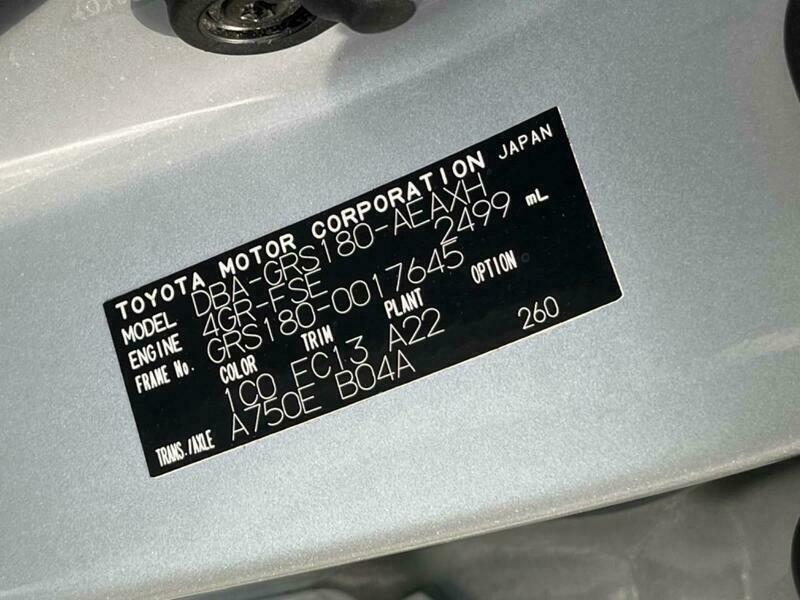 TOYOTA MOTOR CORPORATION JAPAN
MODEL DBA-GRS180-AEAXH
ENGINE 4GR-FSE 2499 mL
FRAME No. GRS180-0017645
COLOR TRIM PLANT OPTION
1C0 FC13 A22 260
TRANS./AXLE A750E B04A